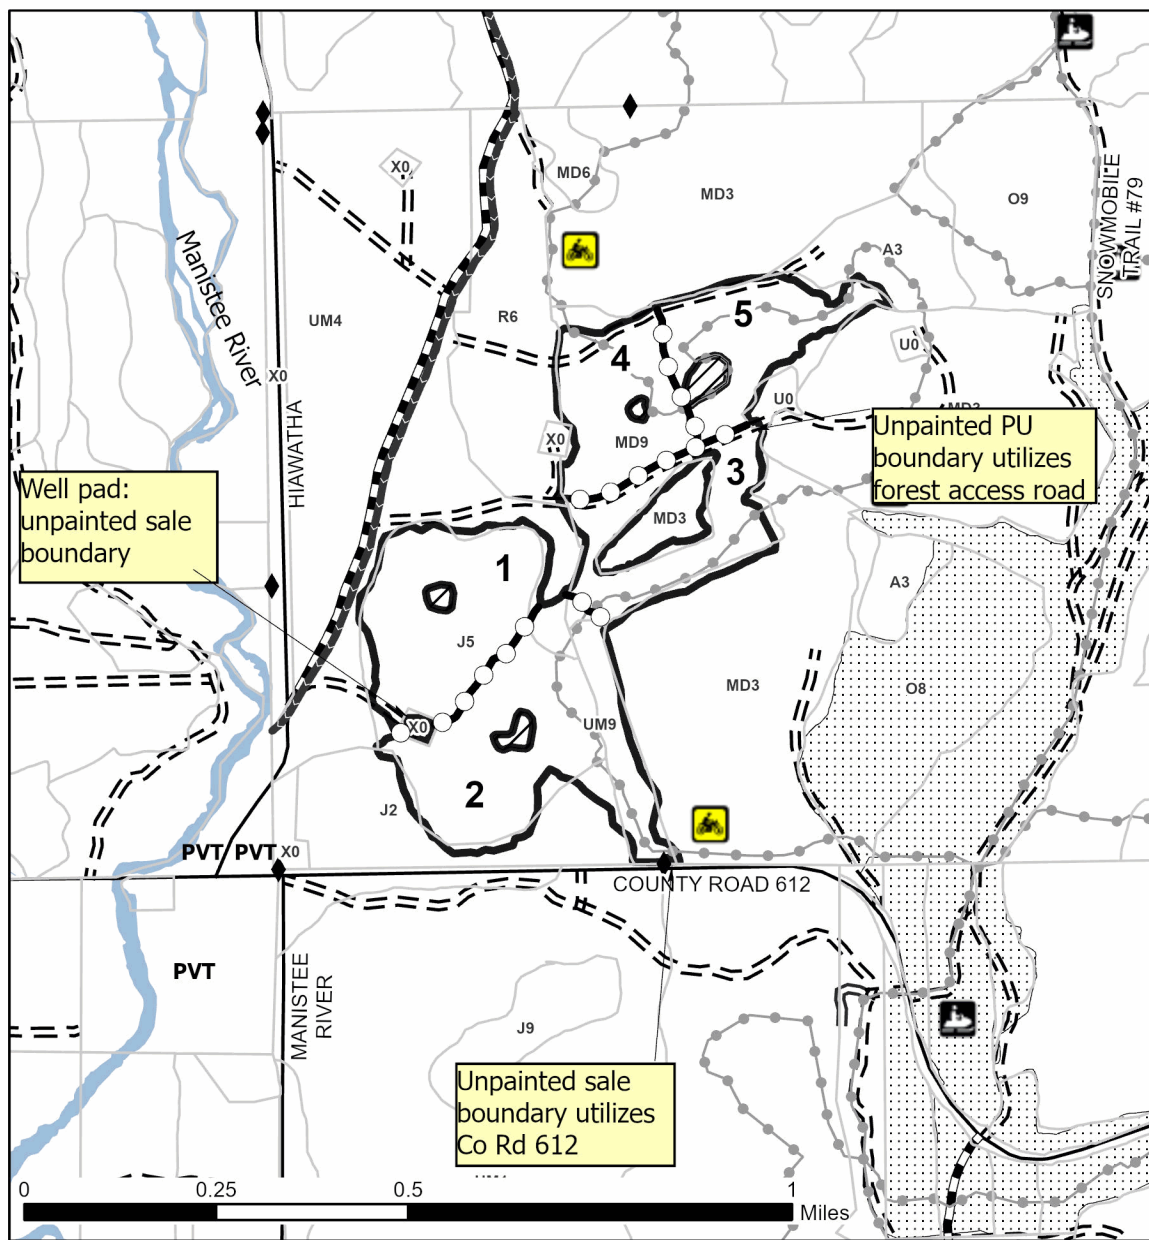 X0
MD6
MD3
O9
SNOWMOBILE
TRAIL #79
Manistee River
A3
UM4
R6
5
4
U0
X0
HIAWATHA
U0
MD3
X0
MD9
Unpainted PU
boundary utilizes
forest access road
3
Well pad:
unpainted sale
boundary
MD3
1
A3
J5
MD3
O8
X0
UM9
2
J2
PVT PVT X0
COUNTY ROAD 612
PVT
MANISTEE
RIVER
J9
Unpainted sale
boundary utilizes
Co Rd 612
0 0.25 0.5 1
Miles